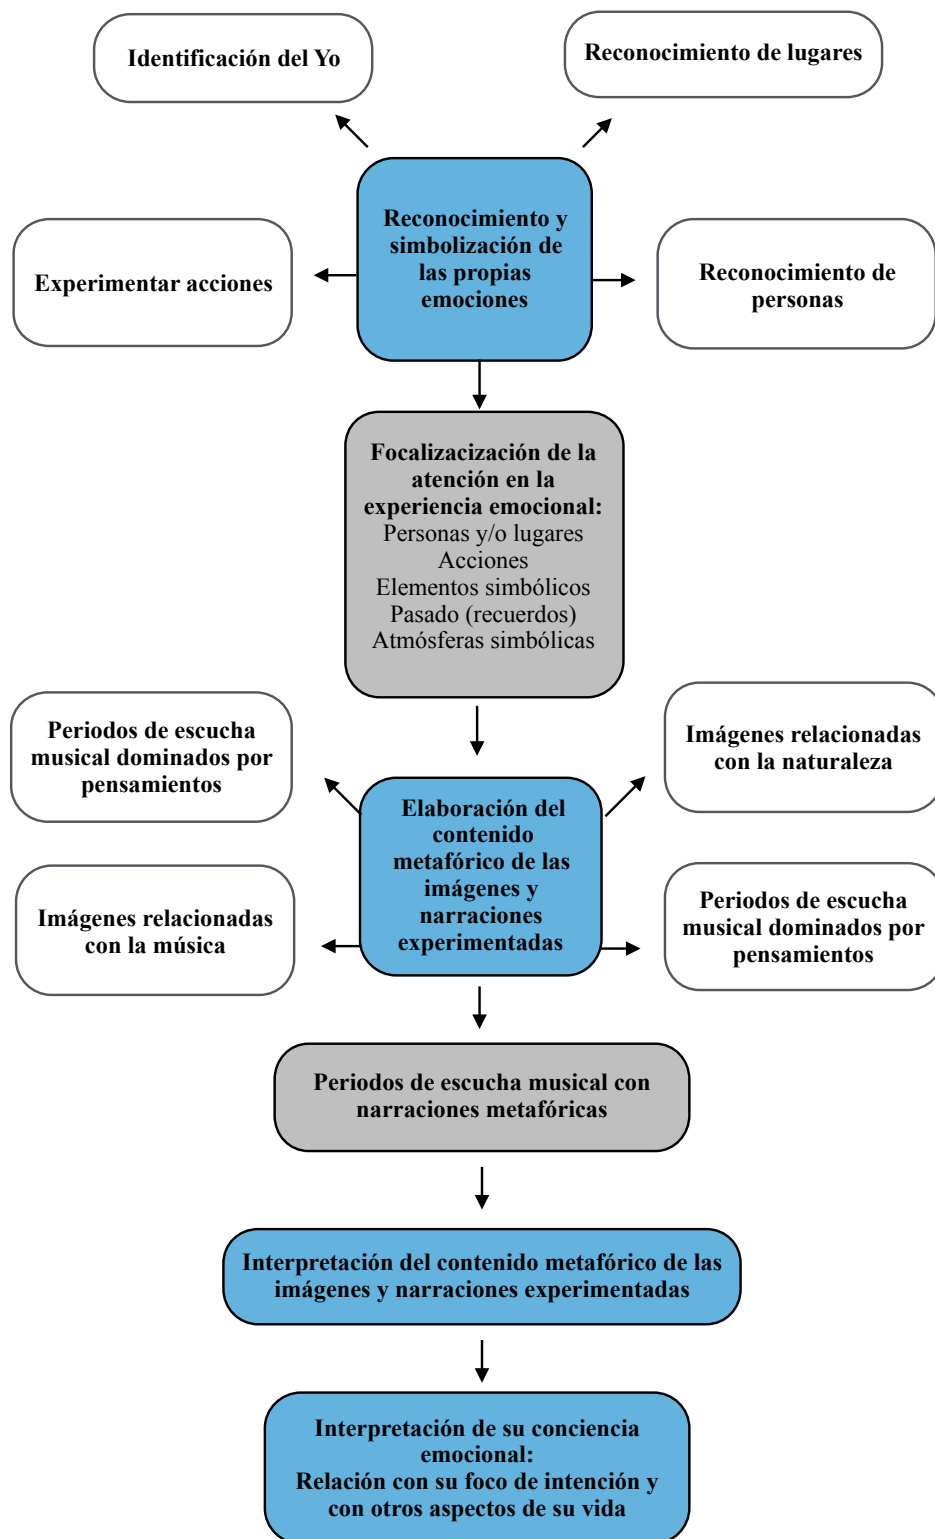 Identificación del Yo
Reconocimiento de lugares
Reconocimiento y
simbolización de
las propias
emociones
Experimentar acciones
Reconocimiento de
personas
Focalizacización de la
atención en la
experiencia emocional:
Personas y/o lugares
Acciones
Elementos simbólicos
Pasado (recuerdos)
Atmósferas simbólicas
Periodos de escucha
musical dominados por
pensamientos
Imágenes relacionadas
con la naturaleza
Elaboración del
contenido
metafórico de las
imágenes y
narraciones
experimentadas
Imágenes relacionadas
con la música
Periodos de escucha
musical dominados por
pensamientos
Periodos de escucha musical con
narraciones metafóricas
Interpretación del contenido metafórico de las
imágenes y narraciones experimentadas
Interpretación de su conciencia
emocional:
Relación con su foco de intención y
con otros aspectos de su vida